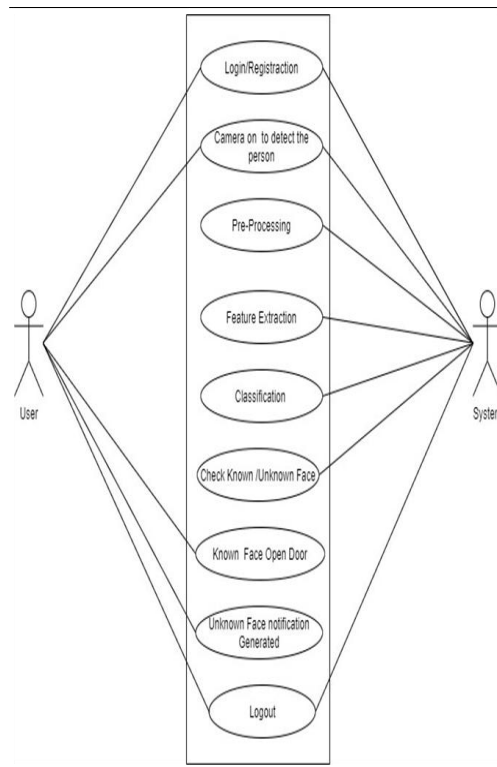 Login/Registraction
Camera on to detect the
person
Pre-Processing
Feature Extraction
User
Classification
System
Check Known /Unknown Face
Known Face Open Door
Unknown Face notification
Generated
Logout